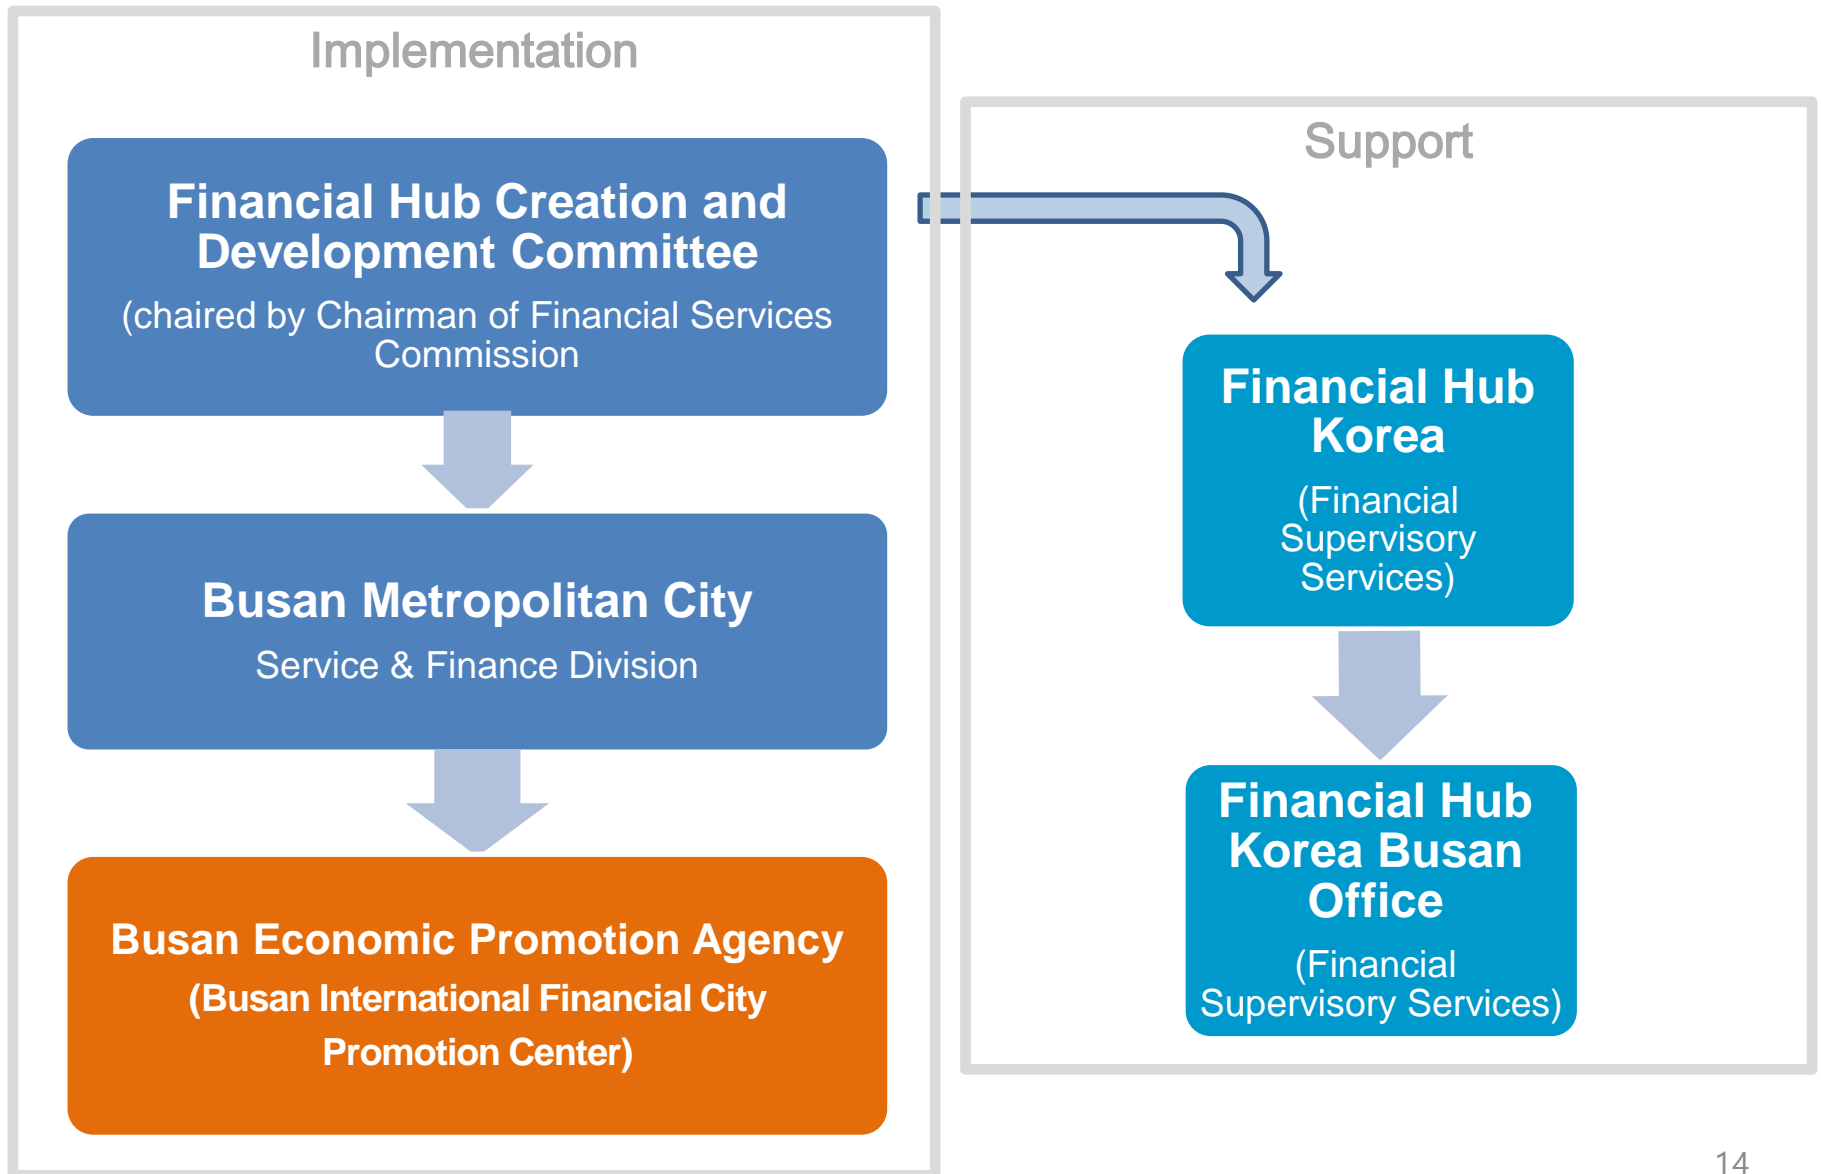 Implementation
Financial Hub Creation and
Development Committee
(chaired by Chairman of Financial Services
Commission
Busan Metropolitan City
Service & Finance Division
Busan Economic Promotion Agency
(Busan International Financial City
Promotion Center)
Support
Financial Hub
Korea
(Financial
Supervisory
Services)
Financial Hub
Korea Busan
Office
(Financial
Supervisory Services)
14